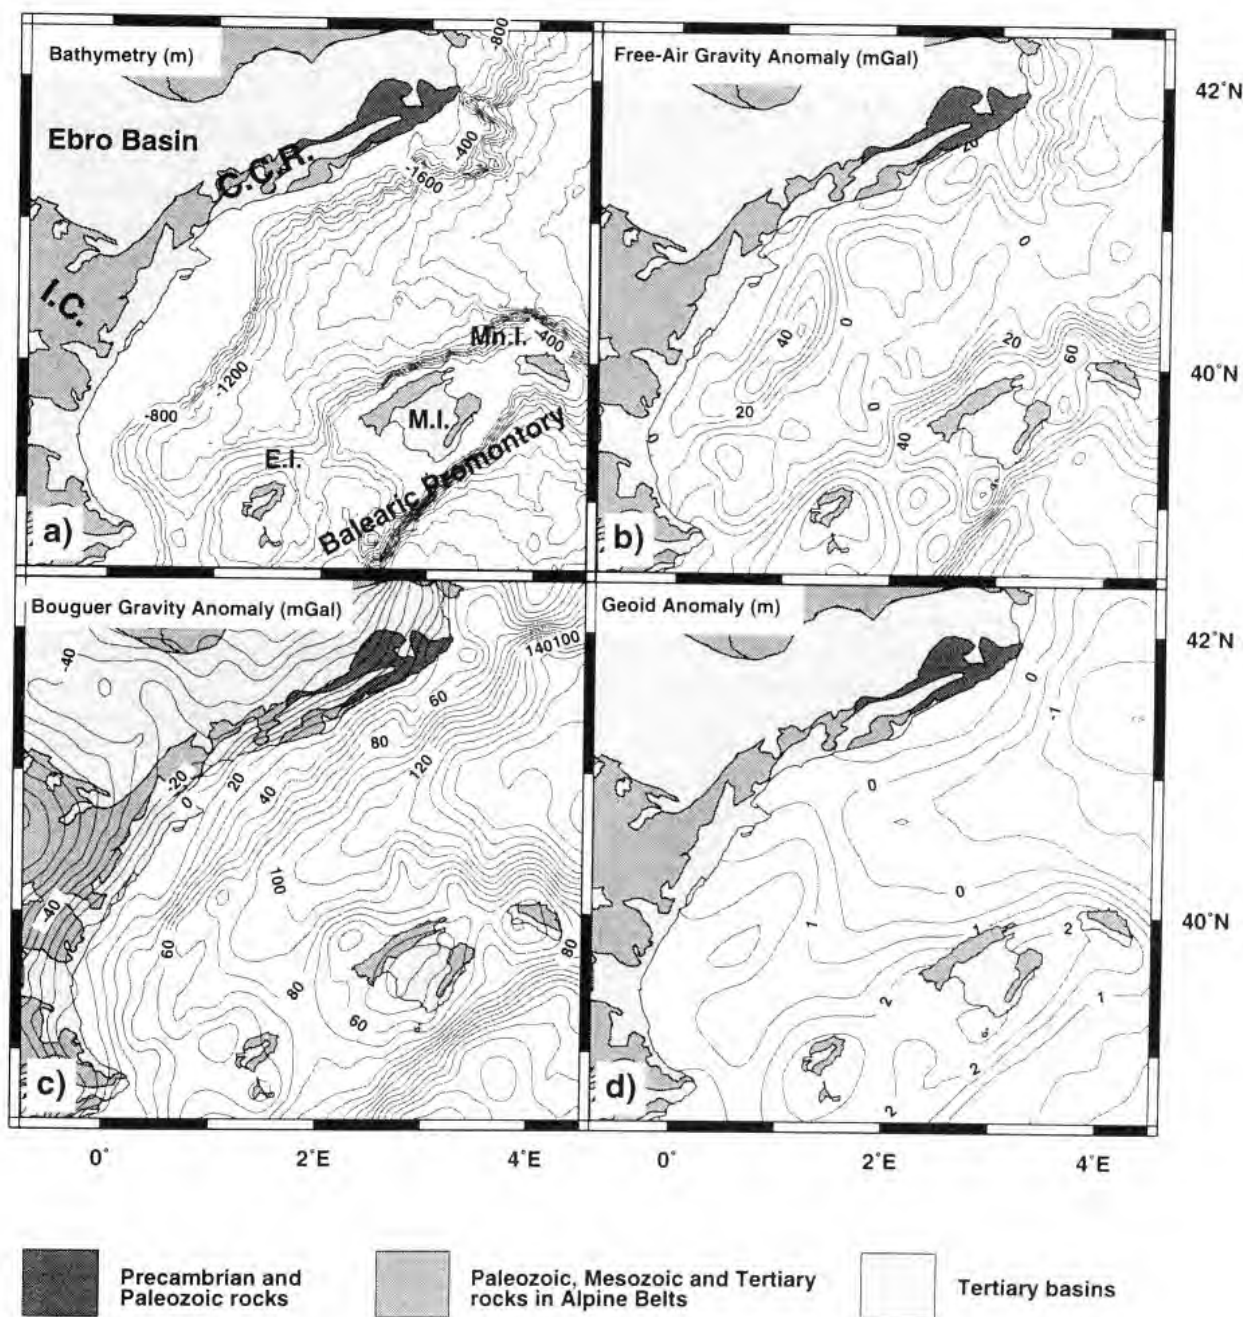 Bathymetry (m)
-800
Ebro Basin
C.C.R.
-400
-1600
I.C.
Mn.I.
-400
-1200
-800
M.I.
E.I.
Balearic Promontory
a)
Free-Air Gravity Anomaly (mGal)
42°N
20
0
0
40
20
60
40°N
20
0
0
40
b)
Bouguer Gravity Anomaly (mGal)
140
100
-40
60
80
-20
20
120
0
40
100
-40
60
80
80
60
c)
Geoid Anomaly (m)
42°N
0
-1
0
0
1
1
2
40°N
2
1
2
2
d)
0°
2°E
4°E
0°
2°E
4°E
Precambrian and
Paleozoic rocks
Paleozoic, Mesozoic and Tertiary
rocks in Alpine Belts
Tertiary basins